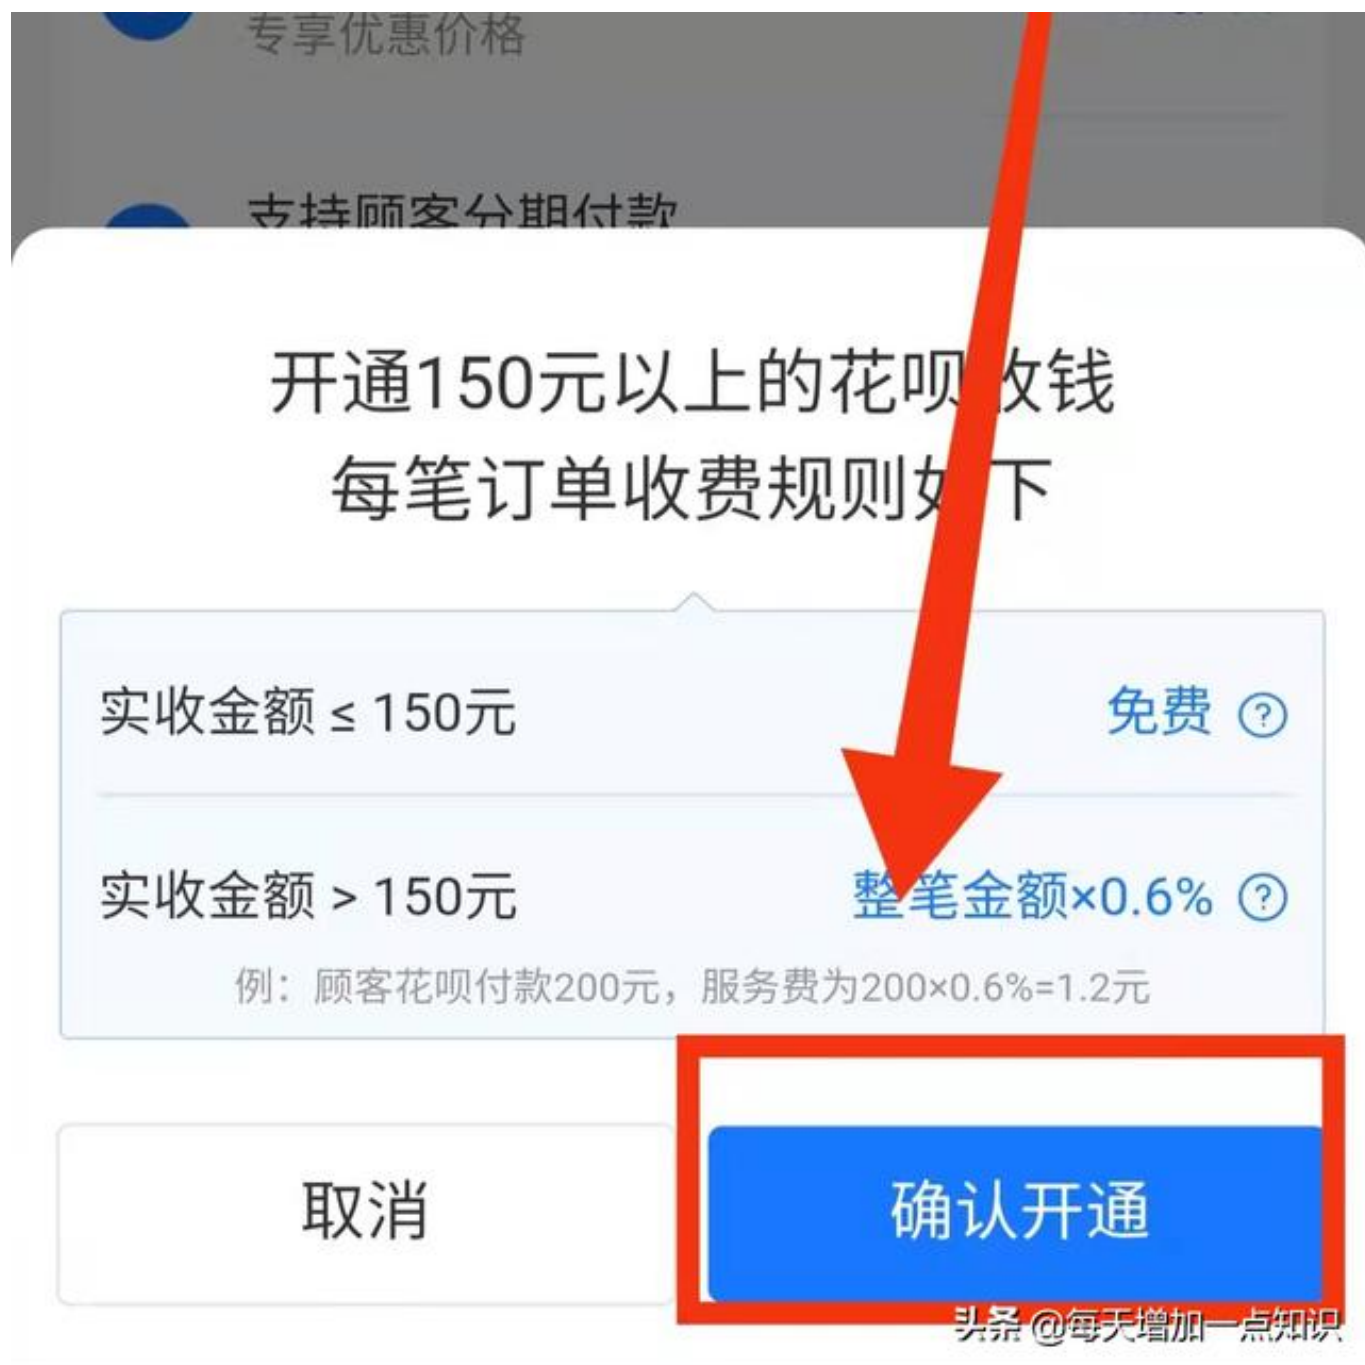 专享优惠价格
支持顾客分期付款
开通150元以上的花呗收钱
每笔订单收费规则如下
实收金额 ≤ 150元 免费 ?
实收金额 > 150元 整笔金额×0.6% ?
例：顾客花呗付款200元，服务费为200×0.6%=1.2元
取消 确认开通
头条 @每天增加一点知识